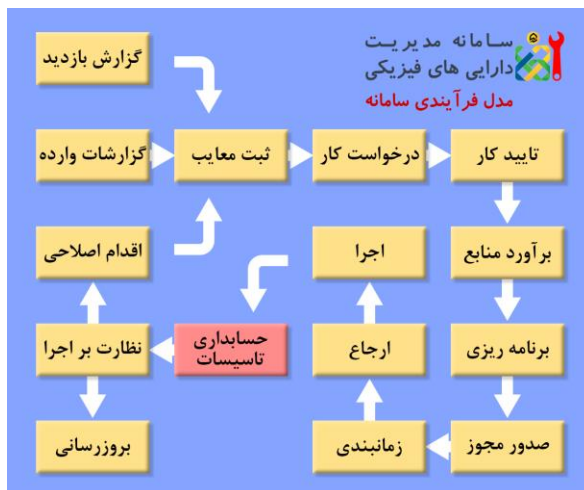 سامانه مدیریت
دارایی های فیزیکی
مدل فرآیندی سامانه
گزارش بازدید
گزارشات وارده
ثبت معایب
درخواست کار
تایید کار
اقدام اصلاحی
اجرا
برآورد منابع
نظارت بر اجرا
حسابداری
تاسیسات
ارجاع
برنامه ریزی
بروزرسانی
زمانبندی
صدور مجوز